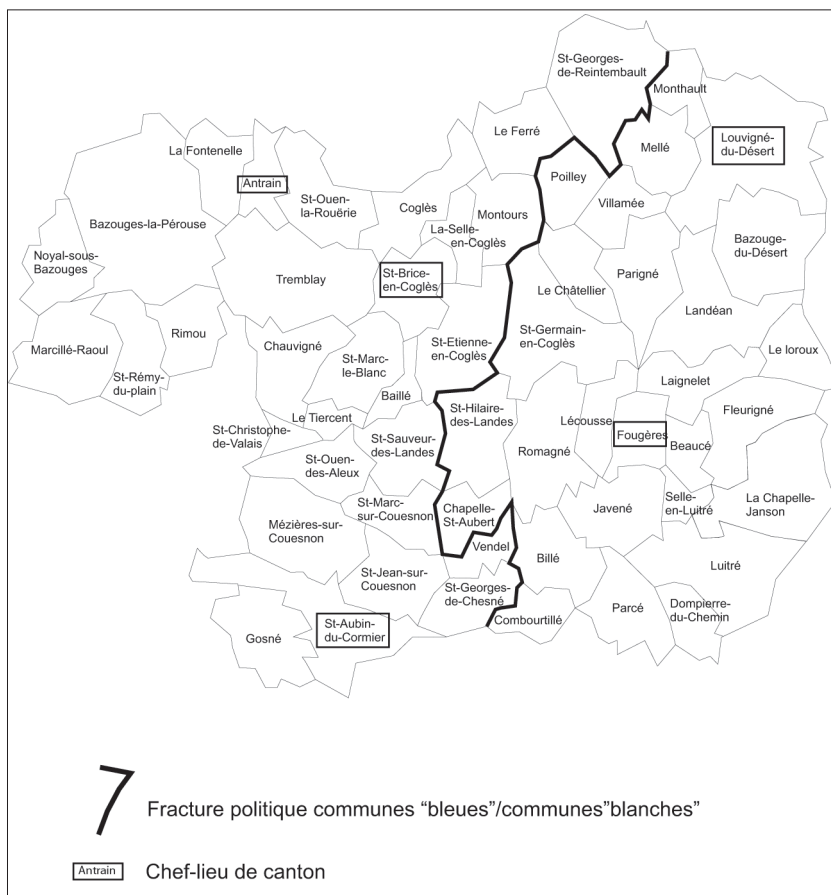 St-Georges-
de-Reintembault
Monthault
Le Ferré
Louvigné-
du-Désert
Mellé
La Fontenelle
Antrain
Poilley
St-Ouen-
la-Rouërie
Coglès
Villamée
Montours
La-Selle-
en-Coglès
Bazouges-la-Pérouse
Bazouge-
du-Désert
Noyal-sous-
Bazouges
Tremblay
St-Brice-
en-Coglès
Parigné
Le Châtellier
Landéan
Rimou
Chauvigné
St-Etienne-
en-Coglès
St-Germain-
en-Coglès
Marcillé-Raoul
St-Marc-
le-Blanc
Le loroux
St-Rémy-
du-plain
Laignelet
Baillé
Fleurigné
St-Hilaire-
des-Landes
Lécousse
Le Tiercent
St-Christophe-
de-Valais
Fougères
Beaucé
St-Sauveur-
des-Landes
Romagné
St-Ouen-
des-Aleux
Selle-
en-Luitré
La Chapelle-
Janson
St-Marc-
sur-Couesnon
Chapelle-
St-Aubert
Javené
Mézières-sur-
Couesnon
Vendel
Billé
Luitré
St-Jean-sur-
Couesnon
St-Georges-
de-Chesné
Parcé
Dompierre-
du-Chemin
St-Aubin-
du-Cormier
Combourtillé
Gosné
Fracture politique communes “bleues”/communes”blanches”
Antrain
Chef-lieu de canton